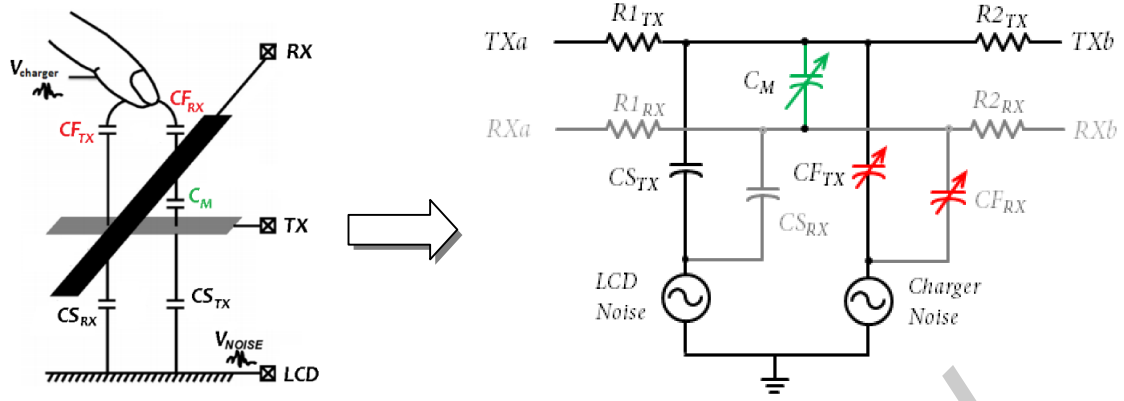 RX
V_charger
CF_RX
CF_TX
C_M
TX
CS_RX
CS_TX
V_NOISE
LCD
R1_TX
R2_TX
TXa
TXb
C_M
R1_RX
R2_RX
RXa
RXb
CS_TX
CF_TX
CS_RX
CF_RX
LCD
Noise
Charger
Noise